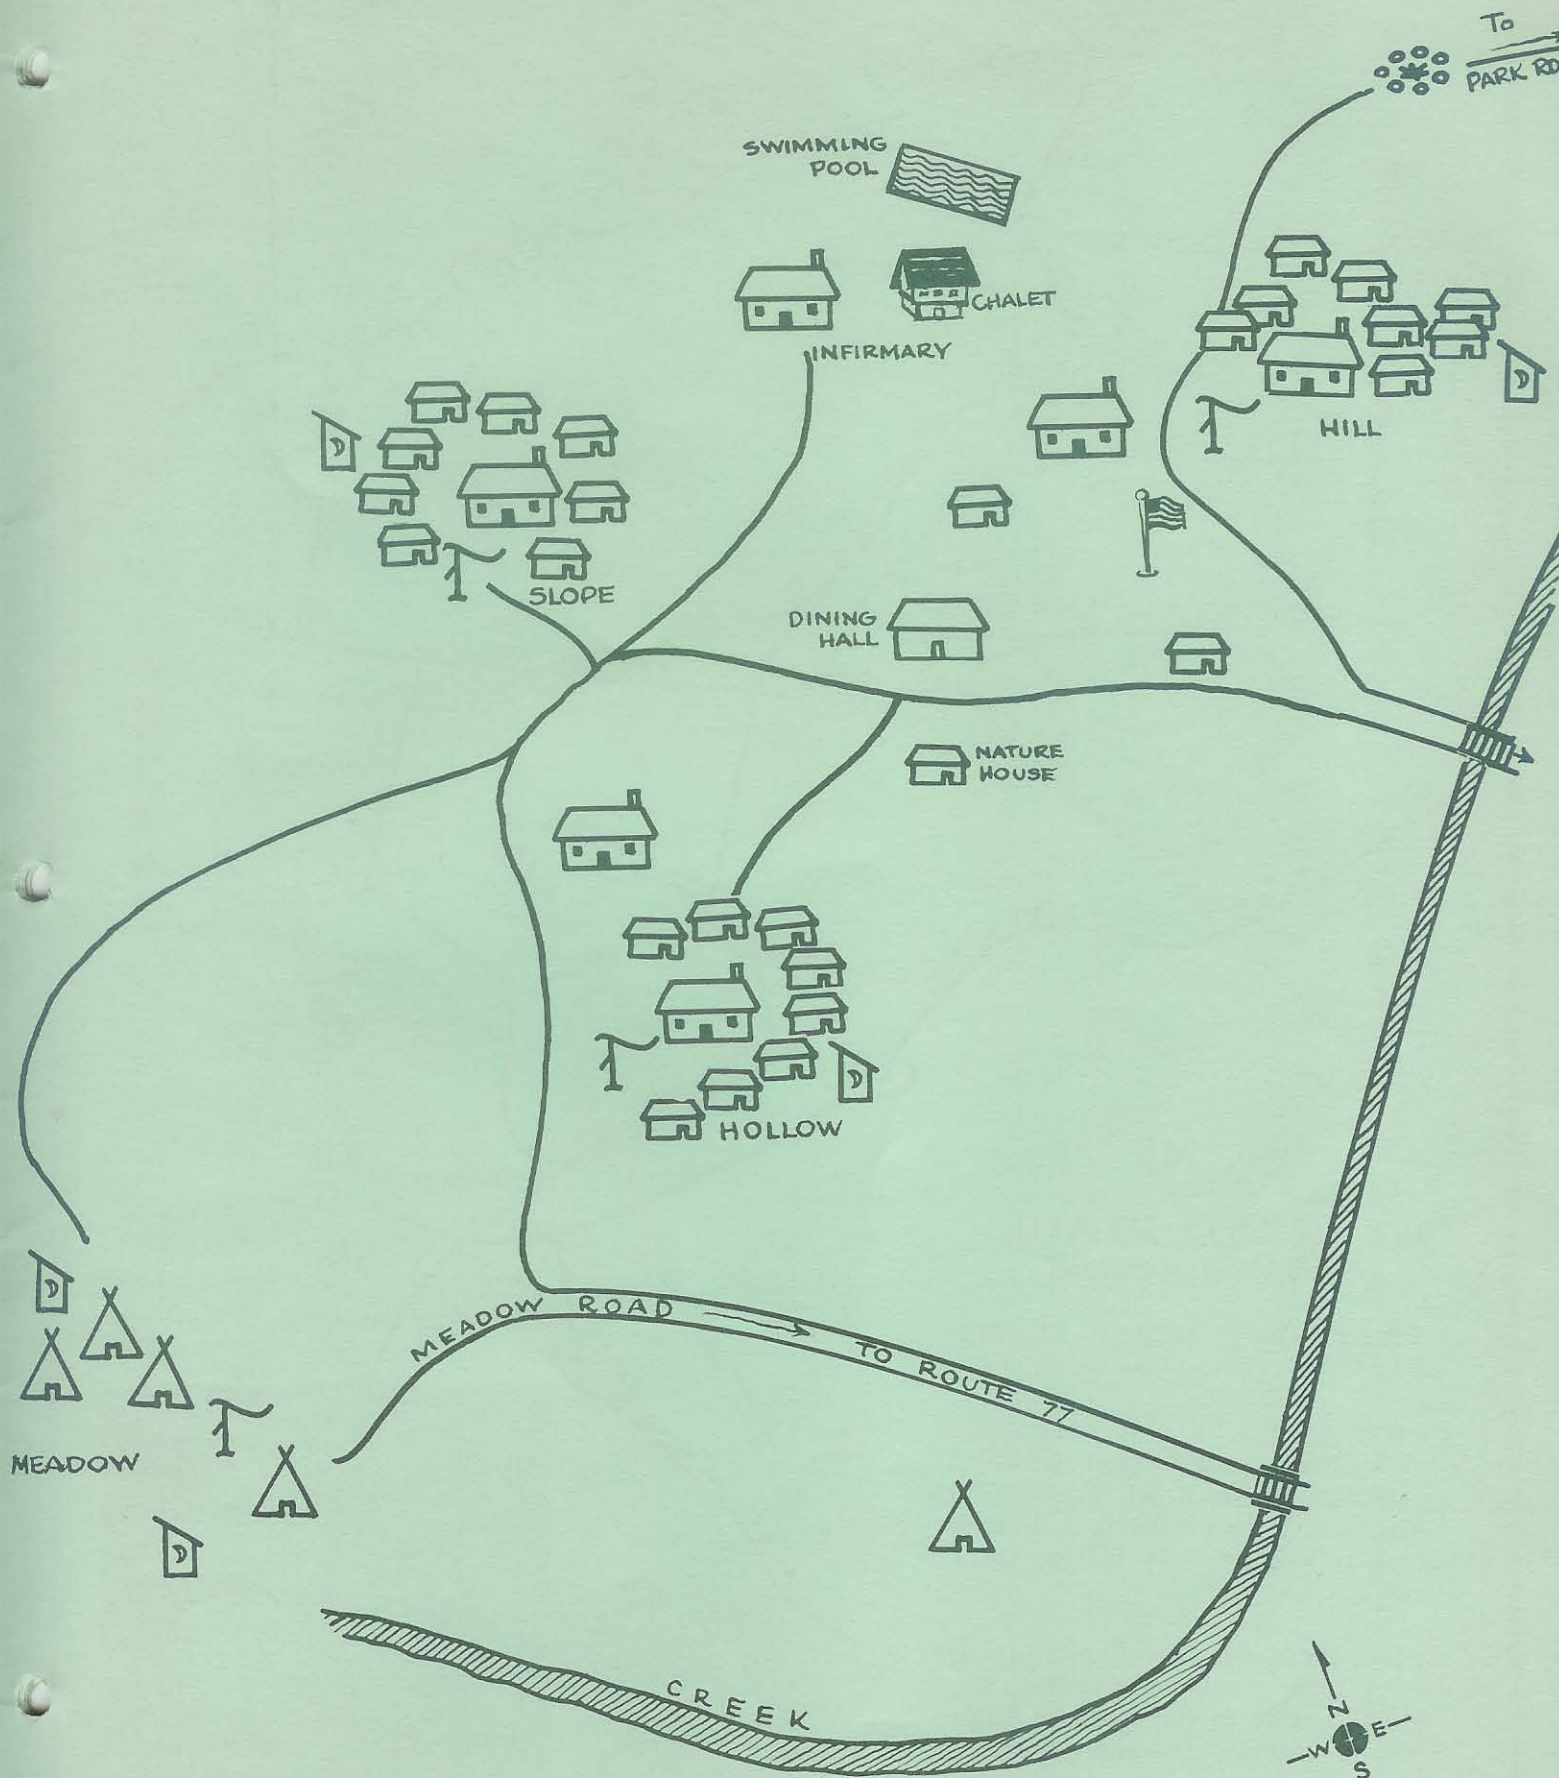 To
PARK RD
SWIMMING
POOL
CHALET
INFIRMARY
HILL
SLOPE
DINING
HALL
NATURE
HOUSE
HOLLOW
MEADOW ROAD
TO ROUTE 77
MEADOW
CREEK
N
W E
S